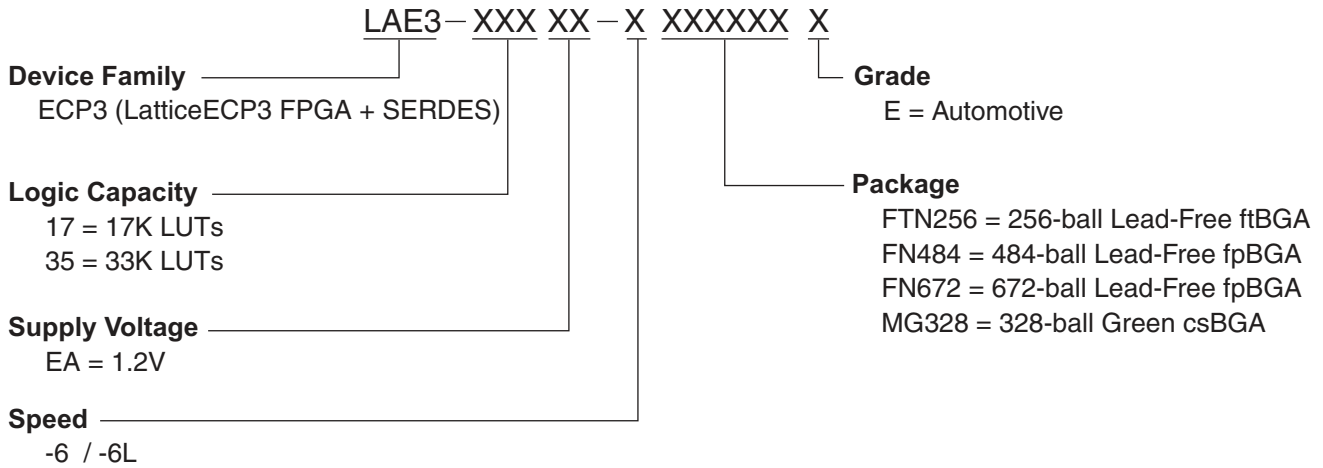 LAE3 – XXX XX – X XXXXXX X
Device Family
ECP3 (LatticeECP3 FPGA + SERDES)
Logic Capacity
17 = 17K LUTs
35 = 33K LUTs
Supply Voltage
EA = 1.2V
Speed
-6 / -6L
Grade
E = Automotive
Package
FTN256 = 256-ball Lead-Free ftBGA
FN484 = 484-ball Lead-Free fpBGA
FN672 = 672-ball Lead-Free fpBGA
MG328 = 328-ball Green csBGA